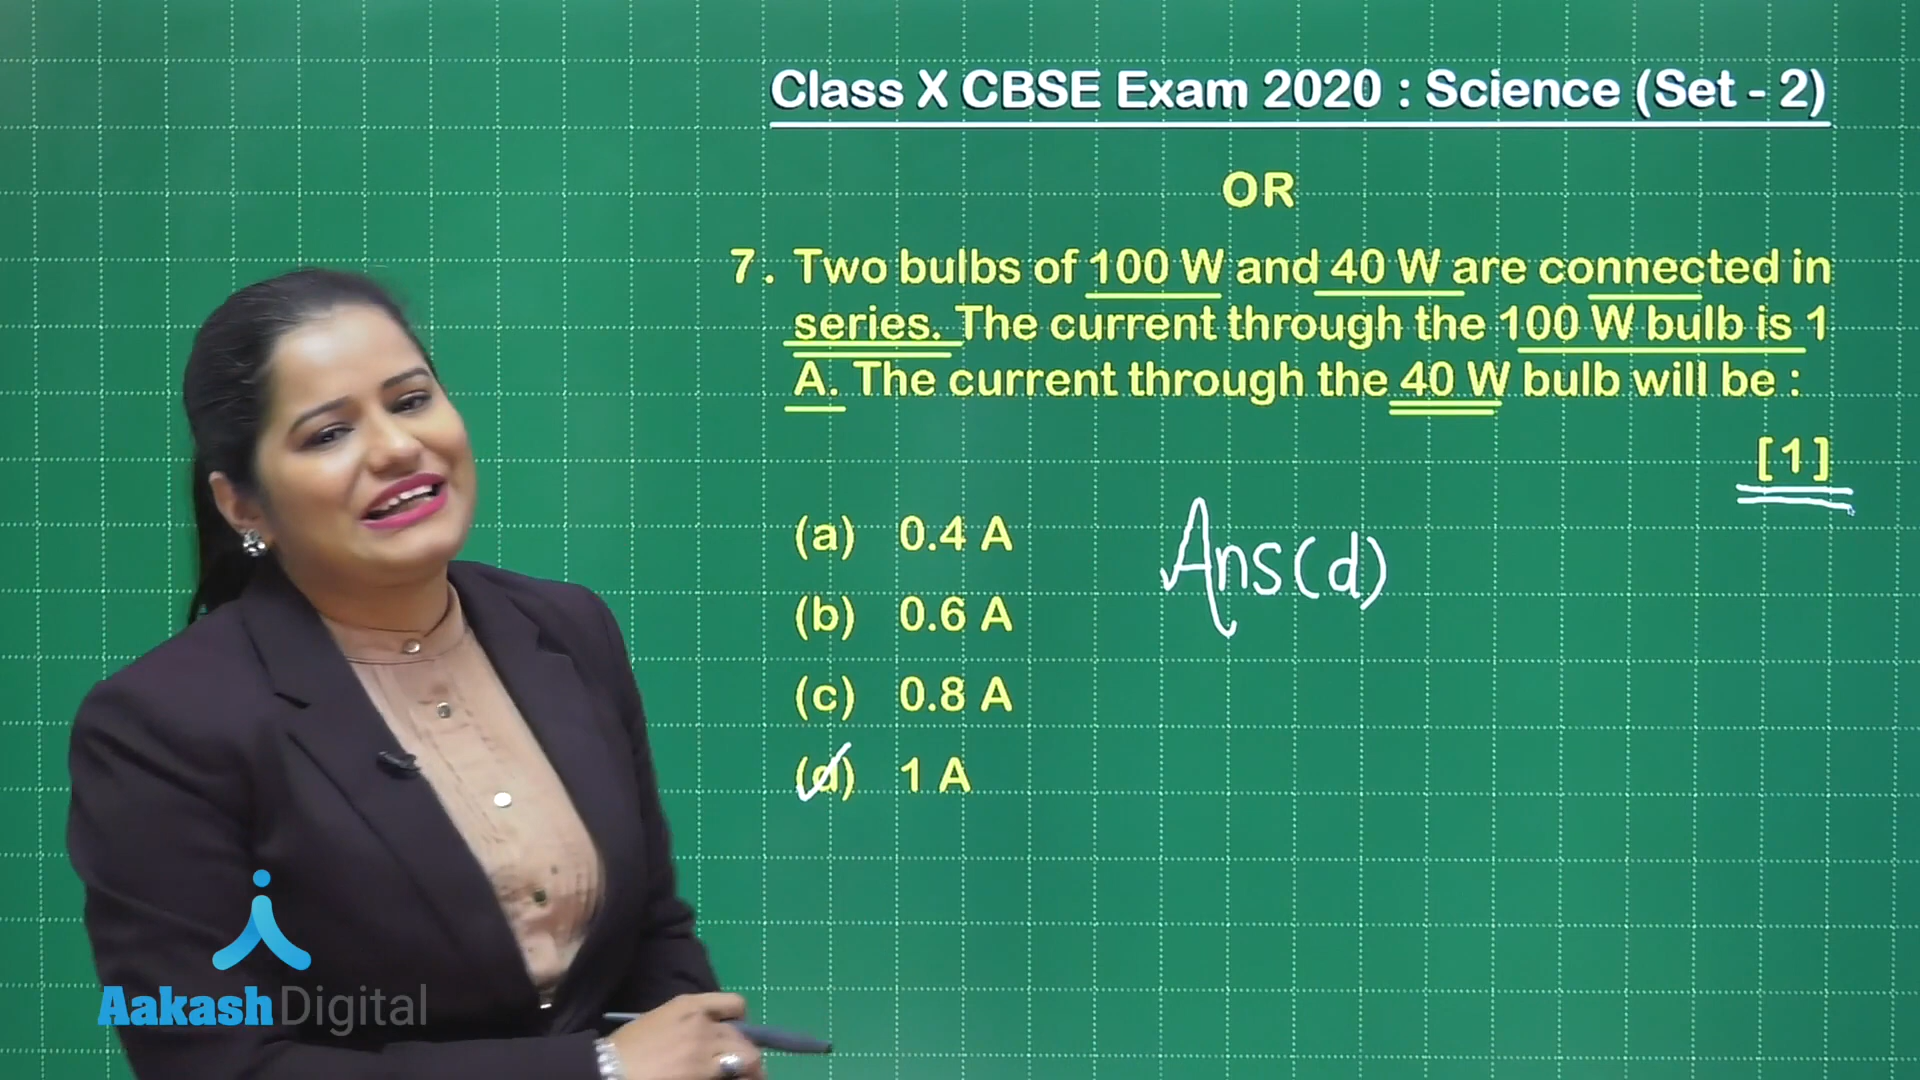 Class X CBSE Exam 2020 : Science (Set - 2)
OR
7. Two bulbs of 100 W and 40 W are connected in
series. The current through the 100 W bulb is 1
A. The current through the 40 W bulb will be :
[1]
(a) 0.4 A
Ans (d)
(b) 0.6 A
(c) 0.8 A
(d) 1 A
Aakash Digital